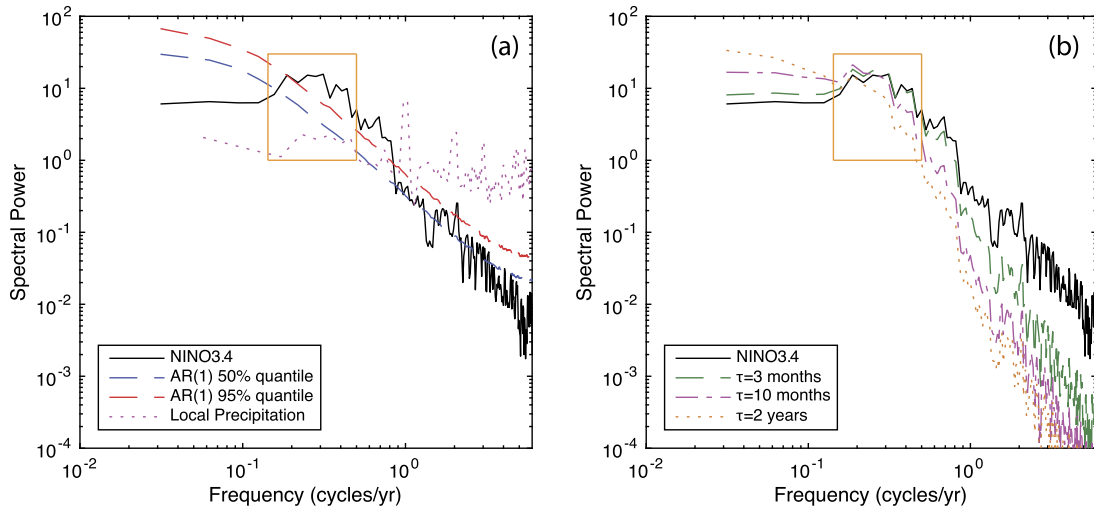 (a)
Spectral Power
10^2
10^1
10^0
10^-1
10^-2
10^-3
10^-4
NINO3.4
AR(1) 50% quantile
AR(1) 95% quantile
Local Precipitation
10^-2
10^-1
10^0
Frequency (cycles/yr)
(b)
Spectral Power
10^2
10^1
10^0
10^-1
10^-2
10^-3
10^-4
NINO3.4
τ=3 months
τ=10 months
τ=2 years
10^-2
10^-1
10^0
Frequency (cycles/yr)